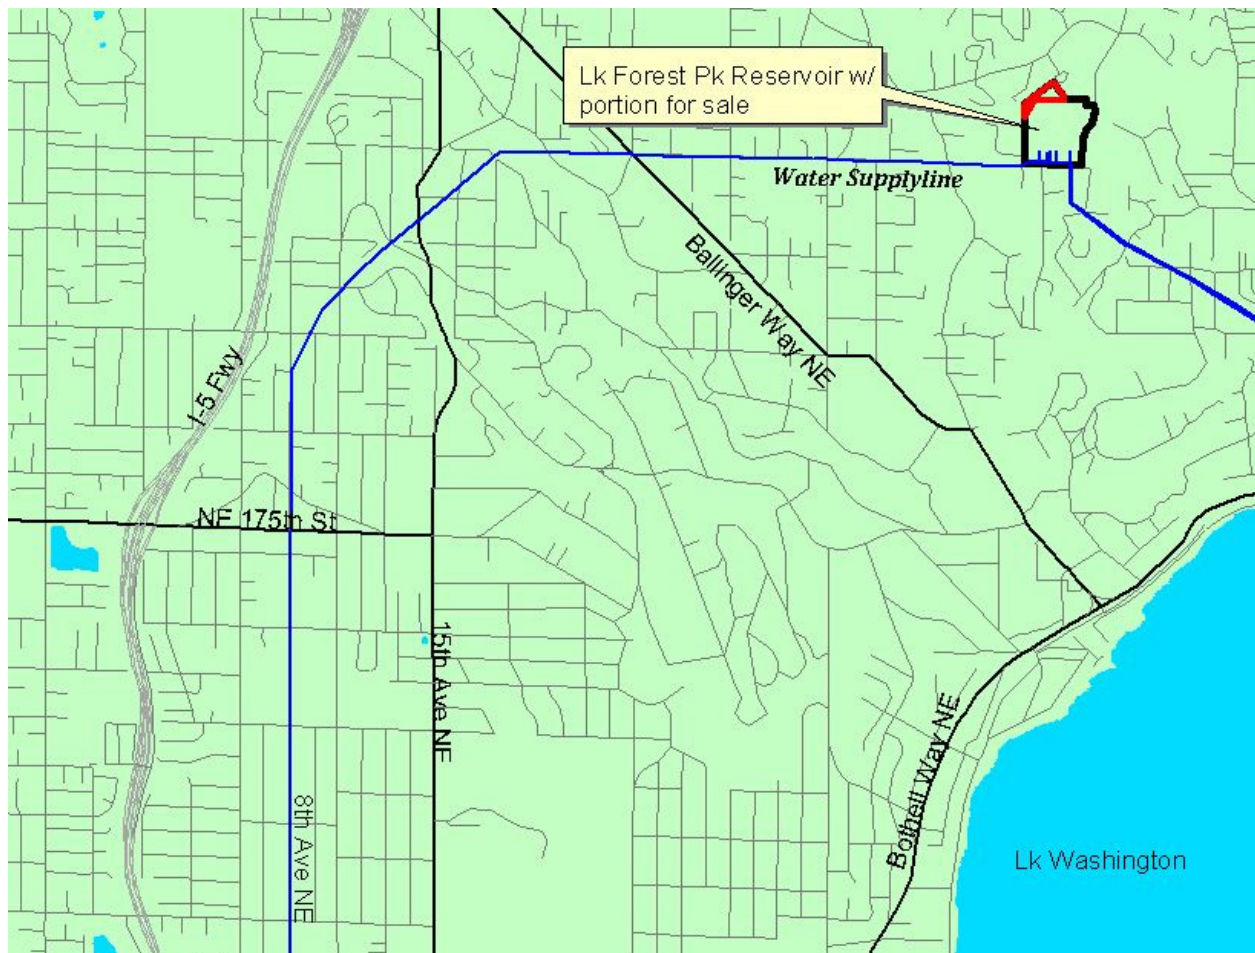 Lk Forest Pk Reservoir w/
portion for sale
Water Supplyline
Ballinger Way NE
I-5 Fwy
NE 175th St
15th Ave NE
8th Ave NE
Bothell Way NE
Lk Washington